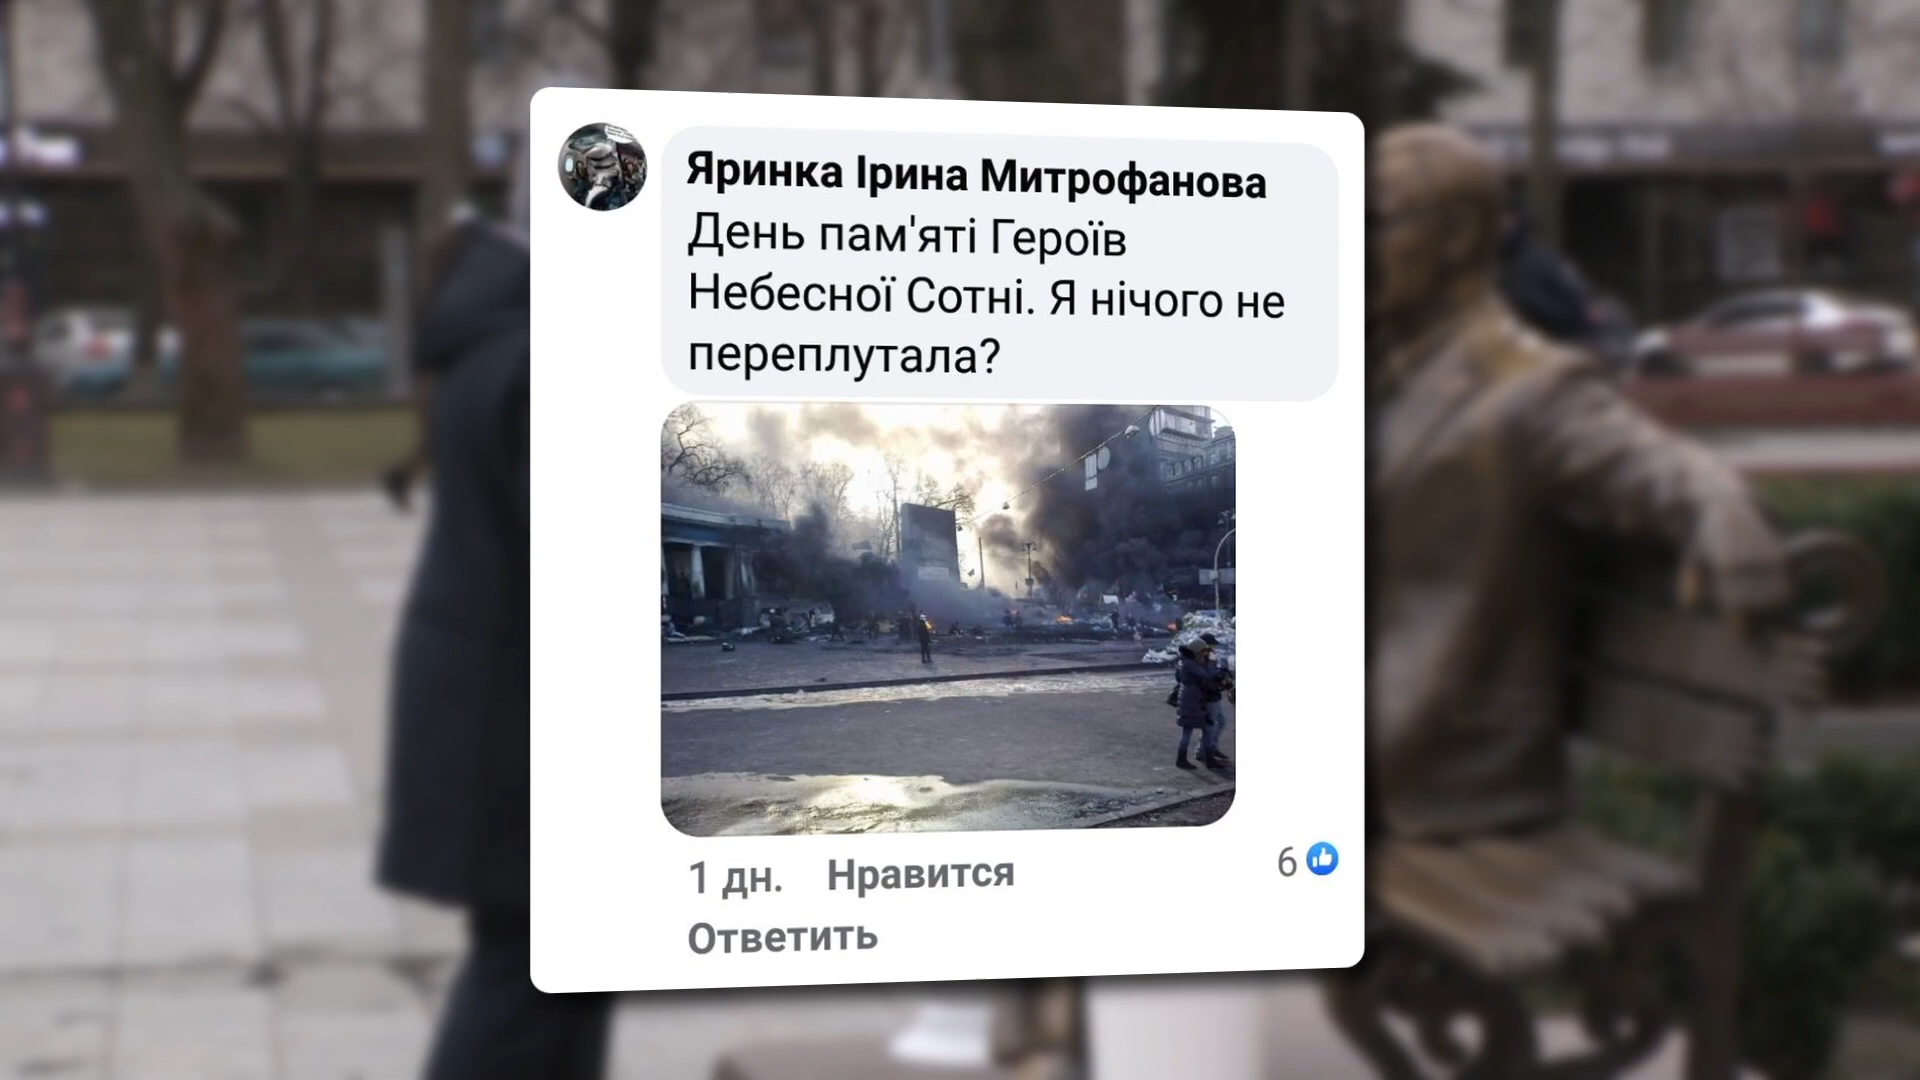 Яринка Ірина Митрофанова
День пам'яті Героїв
Небесної Сотні. Я нічого не
переплутала?
1 дн. Нравится 6
Ответить